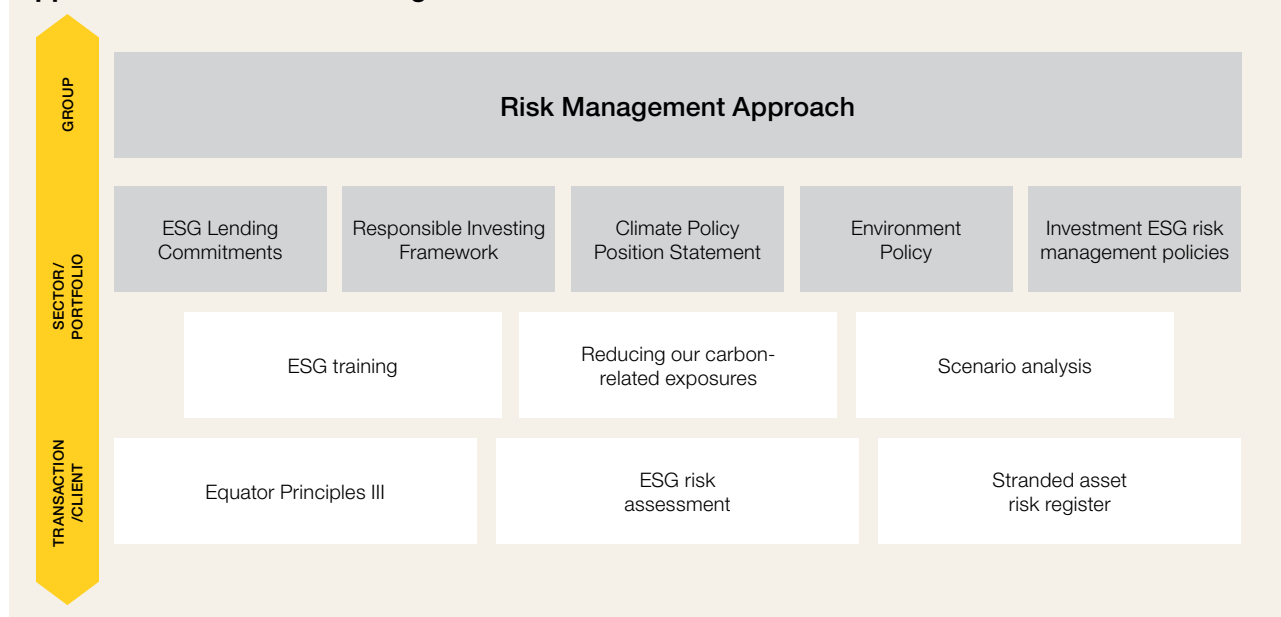 GROUP
Risk Management Approach
SECTOR/
PORTFOLIO
ESG Lending
Commitments
Responsible Investing
Framework
Climate Policy
Position Statement
Environment
Policy
Investment ESG risk
management policies
ESG training
Reducing our carbon-
related exposures
Scenario analysis
TRANSACTION
/CLIENT
Equator Principles III
ESG risk
assessment
Stranded asset
risk register